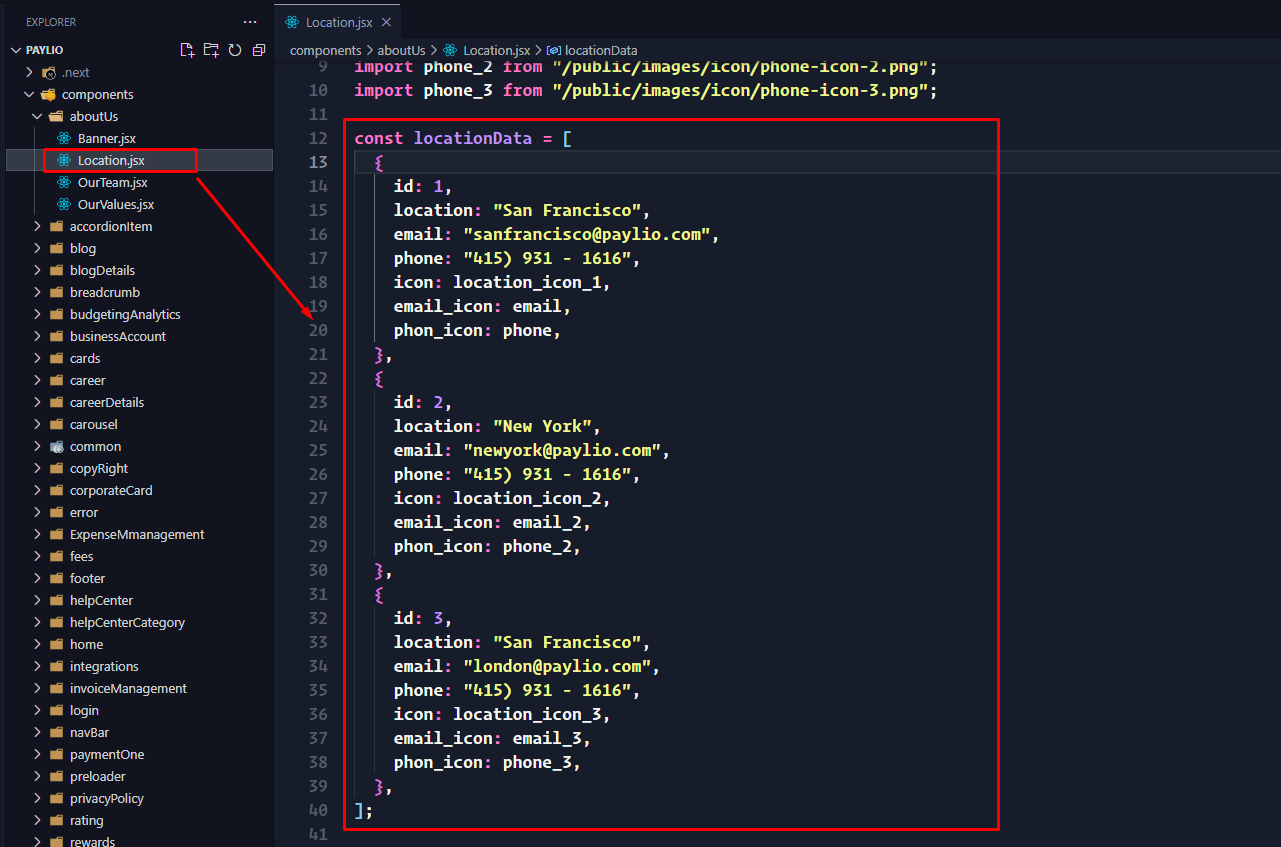 EXPLORER
PAYLIO
.next
components
aboutUs
Banner.jsx
Location.jsx
OurTeam.jsx
OurValues.jsx
accordionItem
blog
blogDetails
breadcrumb
budgetingAnalytics
businessAccount
cards
career
careerDetails
carousel
common
copyRight
corporateCard
error
ExpenseMmanagement
fees
footer
helpCenter
helpCenterCategory
home
integrations
invoiceManagement
login
navBar
paymentOne
preloader
privacyPolicy
rating
rewards
Location.jsx
components > aboutUs > Location.jsx > locationData
9 import phone_2 from "/public/images/icon/phone-icon-2.png";
10 import phone_3 from "/public/images/icon/phone-icon-3.png";
11
12 const locationData = [
13 {
14 id: 1,
15 location: "San Francisco",
16 email: "sanfrancisco@paylio.com",
17 phone: "415) 931 - 1616",
18 icon: location_icon_1,
19 email_icon: email,
20 phon_icon: phone,
21 },
22 {
23 id: 2,
24 location: "New York",
25 email: "newyork@paylio.com",
26 phone: "415) 931 - 1616",
27 icon: location_icon_2,
28 email_icon: email_2,
29 phon_icon: phone_2,
30 },
31 {
32 id: 3,
33 location: "San Francisco",
34 email: "london@paylio.com",
35 phone: "415) 931 - 1616",
36 icon: location_icon_3,
37 email_icon: email_3,
38 phon_icon: phone_3,
39 },
40 ];
41